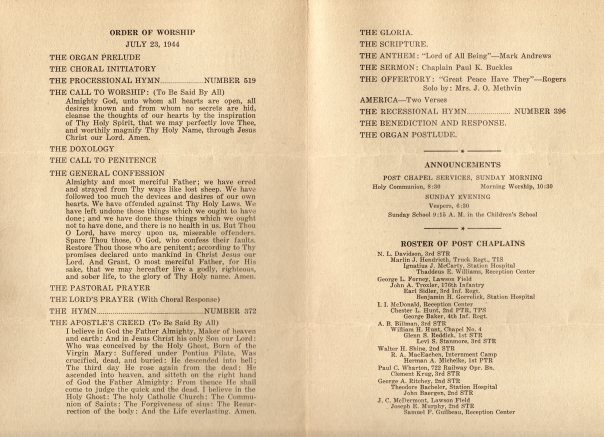 ORDER OF WORSHIP
JULY 23, 1944
THE ORGAN PRELUDE
THE CHORAL INITIATORY
THE PROCESSIONAL HYMN................NUMBER 519
THE CALL TO WORSHIP: (To Be Said By All)
Almighty God, unto whom all hearts are open, all
desires known and from whom no secrets are hid,
cleanse the thoughts of our hearts by the inspiration
of Thy Holy Spirit, that we may perfectly love Thee,
and worthily magnify Thy Holy Name, through Jesus
Christ our Lord. Amen.
THE DOXOLOGY
THE CALL TO PENITENCE
THE GENERAL CONFESSION
Almighty and most merciful Father; we have erred
and strayed from Thy ways like lost sheep. We have
followed too much the devices and desires of our own
hearts. We have offended against Thy Holy Laws. We
have left undone those things which we ought to have
done; and we have done those things which we ought
not to have done, and there is no health in us. But Thou
O Lord, have mercy upon us, miserable offenders.
Spare Thou those, O God, who confess their faults.
Restore Thou those who are penitent; according to Thy
promises declared unto mankind in Christ Jesus our
Lord. And Grant, O most merciful Father, for His
sake, that we may hereafter live a godly, righteous,
and sober life, to the glory of Thy Holy name. Amen.
THE PASTORAL PRAYER
THE LORD'S PRAYER (With Choral Response)
THE HYMN................NUMBER 372
THE APOSTLE'S CREED (To Be Said By All)
I believe in God the Father Almighty, Maker of heaven
and earth: And in Jesus Christ his only Son our Lord:
Who was conceived by the Holy Ghost, Born of the
Virgin Mary: Suffered under Pontius Pilate, Was
crucified, dead, and buried: He descended into hell;
The third day He rose again from the dead: He
ascended into heaven, and sitteth on the right hand
of God the Father Almighty: From thence He shall
come to judge the quick and the dead. I believe in the
Holy Ghost: The holy Catholic Church: The Commun-
ion of Saints: The Forgiveness of sins: The Resur-
rection of the body: And the Life everlasting. Amen.
THE GLORIA.
THE SCRIPTURE.
THE ANTHEM: "Lord of All Being"—Mark Andrews
THE SERMON: Chaplain Paul K. Buckles
THE OFFERTORY: "Great Peace Have They"—Rogers
Solo by: Mrs. J. O. Methvin
AMERICA—Two Verses
THE RECESSIONAL HYMN................NUMBER 396
THE BENEDICTION AND RESPONSE.
THE ORGAN POSTLUDE.
ANNOUNCEMENTS
POST CHAPEL SERVICES, SUNDAY MORNING
Holy Communion, 8:30 Morning Worship, 10:30
SUNDAY EVENING
Vespers, 6:30
Sunday School 9:15 A. M. in the Children's School
ROSTER OF POST CHAPLAINS
N. L. Davidson, 3rd STR
Marlin J. Hendrieth, Truck Regt., TIS
Ignatius J. McCarty, Station Hospital
Thaddeus E. Williams, Reception Center
George L. Forney, Lawson Field
John A. Troxler, 176th Infantry
Earl Sidler, 3rd Inf. Regt.
Benjamin H. Gorrelick, Station Hospital
I. I. McDonald, Reception Center
Chester L. Hunt, 2nd PTR, TPS
George Baker, 4th Inf. Regt.
A. B. Billman, 3rd STR
William H. Hunt, Chapel No. 4
Glenn S. Reddick, 1st STR
Levi S. Stanmore, 3rd STR
Walter H. Shine, 2nd STR
R. A. MacEachen, Internment Camp
Herman A. Michelle, 1st PTR
Paul C. Wharton, 722 Railway Opr. Bn.
Clement Krug, 3rd STR
George A. Ritchey, 2nd STR
Theodore Bacheler, Station Hospital
John Baergen, 2nd STR
J. C. McDermont, Lawson Field
Joseph E. Murphy, 2nd STR
Samuel F. Guilbeau, Reception Center